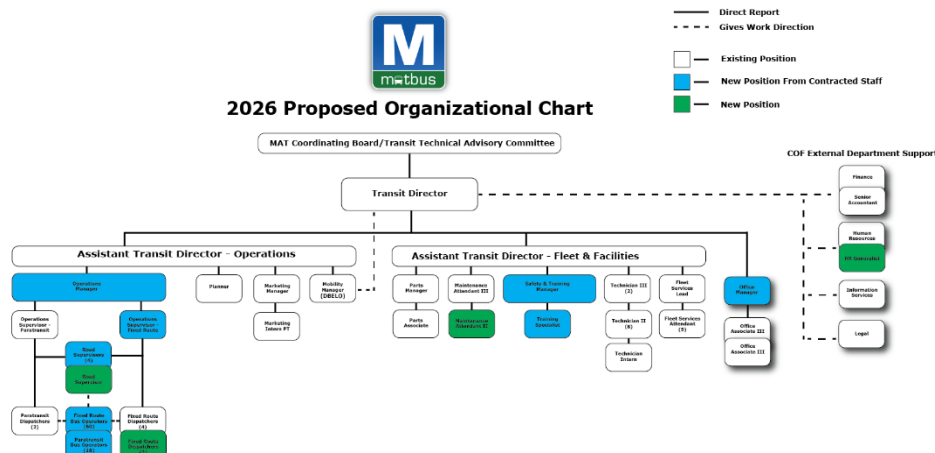 Direct Report
Gives Work Direction
Existing Position
New Position From Contracted Staff
New Position
M
matbus
2026 Proposed Organizational Chart
MAT Coordinating Board/Transit Technical Advisory Committee
COF External Department Support
Transit Director
Finance
Senior
Accountant
Human
Resources
HR Generalist
Information
Services
Legal
Assistant Transit Director - Operations
Assistant Transit Director - Fleet & Facilities
Operations
Manager
Planner
Marketing
Manager
Mobility
Manager
(DBELO)
Parts
Manager
Maintenance
Attendant III
Safety & Training
Manager
Technician III
(2)
Fleet
Services
Lead
Office
Manager
Operations
Supervisor -
Paratransit
Operations
Supervisor -
Fixed Route
Marketing
Intern PT
Parts
Associate
Maintenance
Attendant II
Training
Specialist
Technician II
(6)
Fleet Services
Attendant
(5)
Office
Associate III
Office
Associate III
Technician
Intern
Road
Supervisors
Road
Supervisor
Paratransit
Dispatchers
(3)
Fixed Route
Bus Operators
Paratransit
Bus Operators
(18)
Fixed Route
Dispatchers
(4)
Fixed Route
Dispatchers